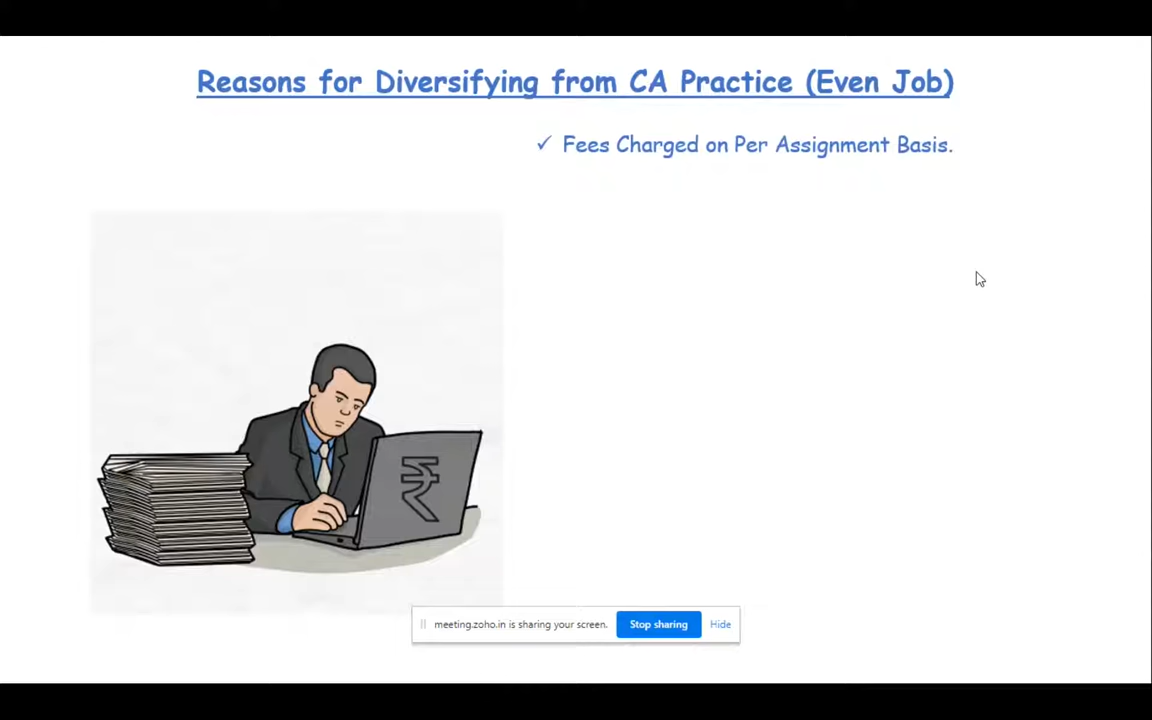 Reasons for Diversifying from CA Practice (Even Job)
✓ Fees Charged on Per Assignment Basis.
₹
meeting.zoho.in is sharing your screen. Stop sharing Hide